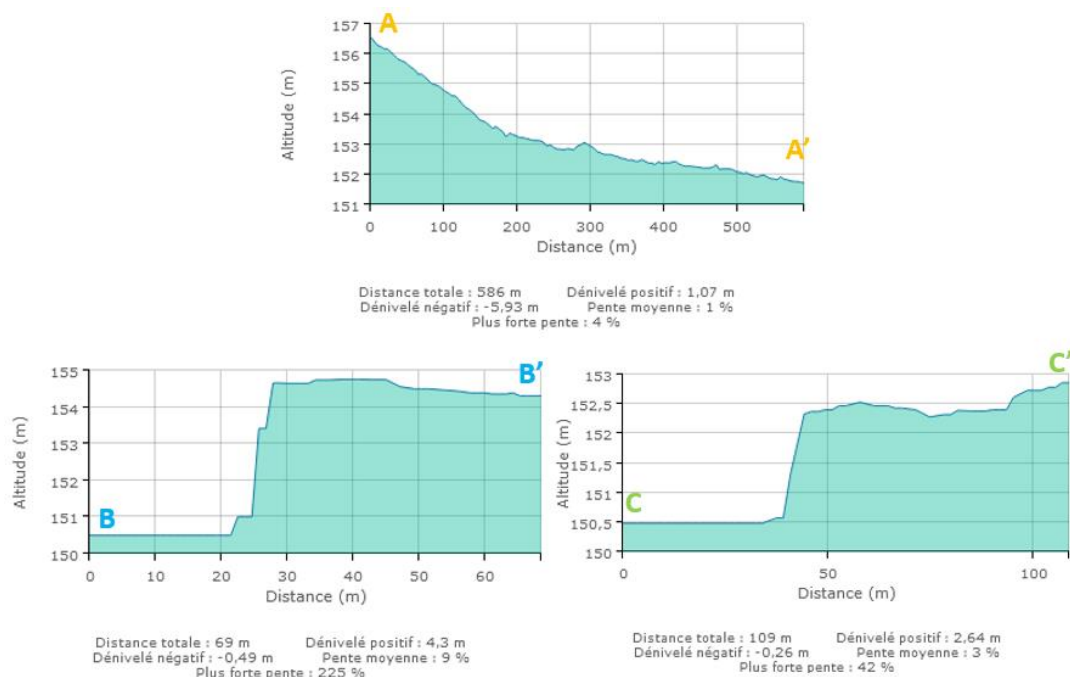 157
A
156
155
154
153
A'
152
151
Altitude (m)
0 100 200 300 400 500
Distance (m)
Distance totale : 586 m Dénivelé positif : 1,07 m
Dénivelé négatif : -5,93 m Pente moyenne : 1 %
Plus forte pente : 4 %
155
B'
154
153
152
151
B
150
Altitude (m)
0 10 20 30 40 50 60
Distance (m)
Distance totale : 69 m Dénivelé positif : 4,3 m
Dénivelé négatif : -0,49 m Pente moyenne : 9 %
Plus forte pente : 225 %
C'
153
152,5
152
151,5
151
C
150,5
150
Altitude (m)
0 50 100
Distance (m)
Distance totale : 109 m Dénivelé positif : 2,64 m
Dénivelé négatif : -0,26 m Pente moyenne : 3 %
Plus forte pente : 42 %